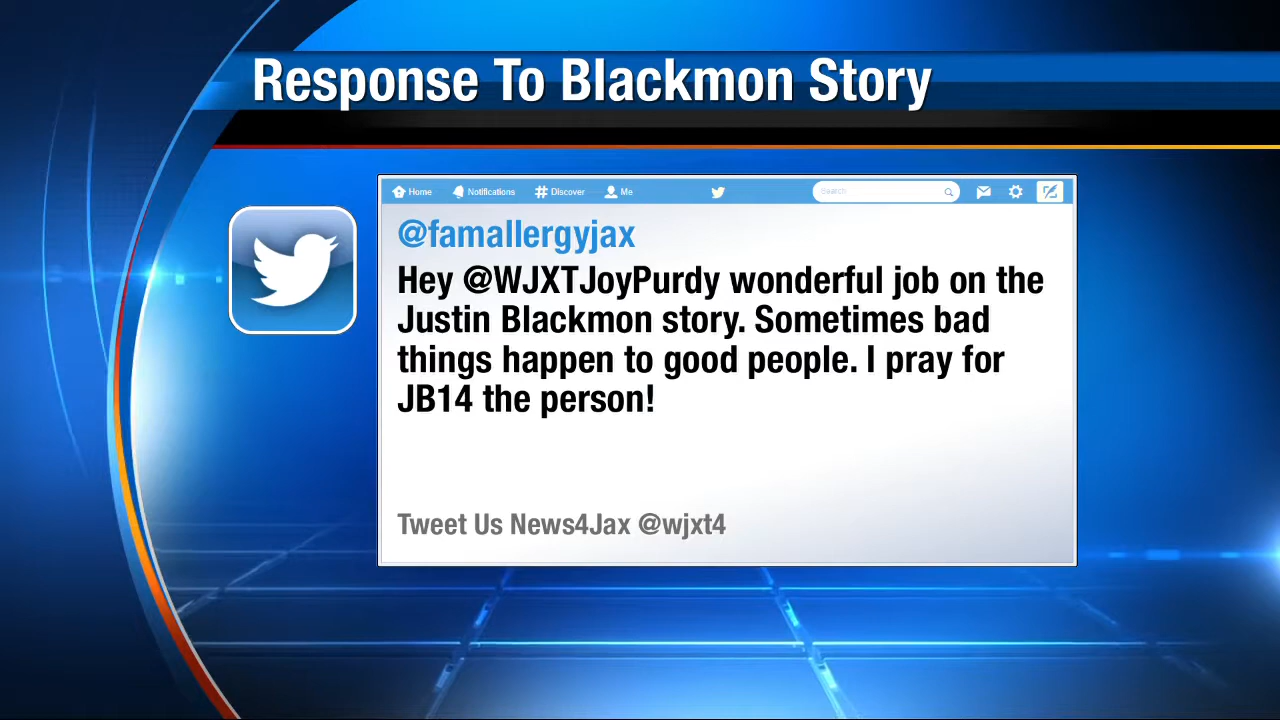 Response To Blackmon Story
Home Notifications Discover Me Search
@famallergyjax
Hey @WJXTJoyPurdy wonderful job on the
Justin Blackmon story. Sometimes bad
things happen to good people. I pray for
JB14 the person!
Tweet Us News4Jax @wjxt4